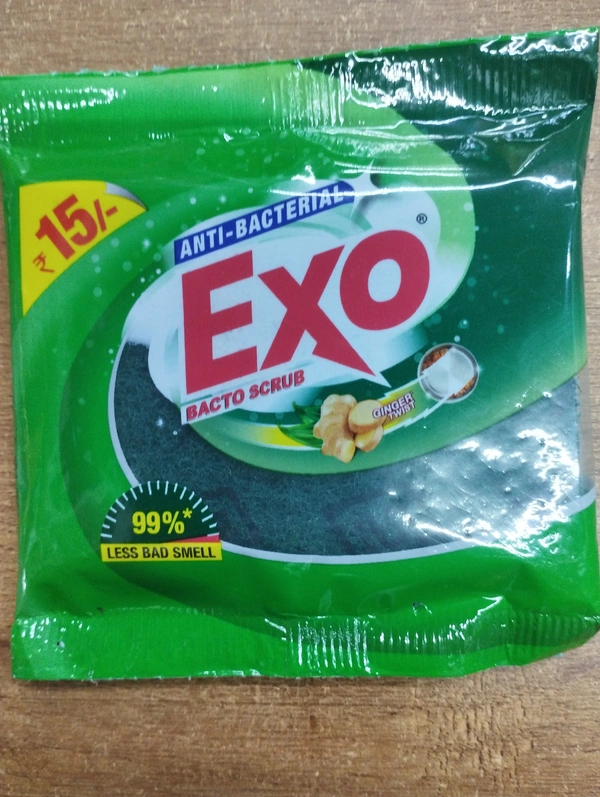 ₹15/-
ANTI-BACTERIAL
Exo®
BACTO SCRUB
GINGER
TWIST
99%*
LESS BAD SMELL